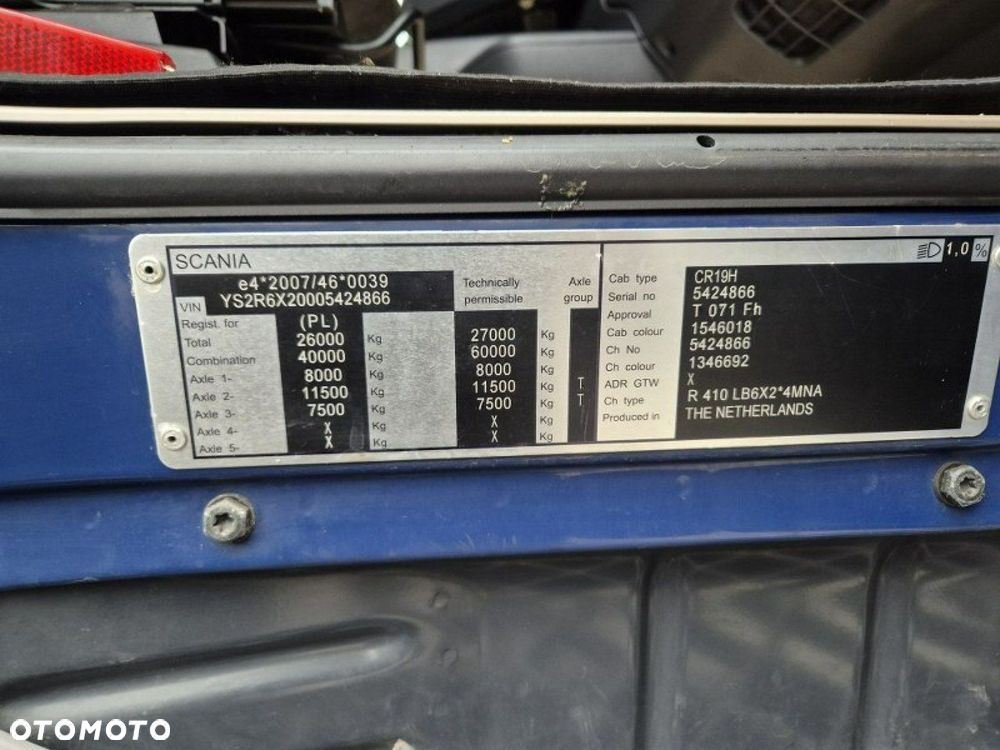 SCANIA
e4*2007/46*0039
VIN YS2R6X20005424866
Technically permissible
Axle group
Regist. for (PL)
Total 26000 Kg 27000 Kg
Combination 40000 Kg 60000 Kg
Axle 1- 8000 Kg 8000 Kg
Axle 2- 11500 Kg 11500 Kg T
Axle 3- 7500 Kg 7500 Kg T
Axle 4- X Kg X Kg
Axle 5- X Kg X Kg
1,0 %
Cab type CR19H
Serial no 5424866
Approval T 071 Fh
Cab colour 1546018
Ch No 5424866
Ch colour 1346692
ADR GTW X
Ch type R 410 LB6X2*4MNA
Produced in THE NETHERLANDS
OTOMOTO